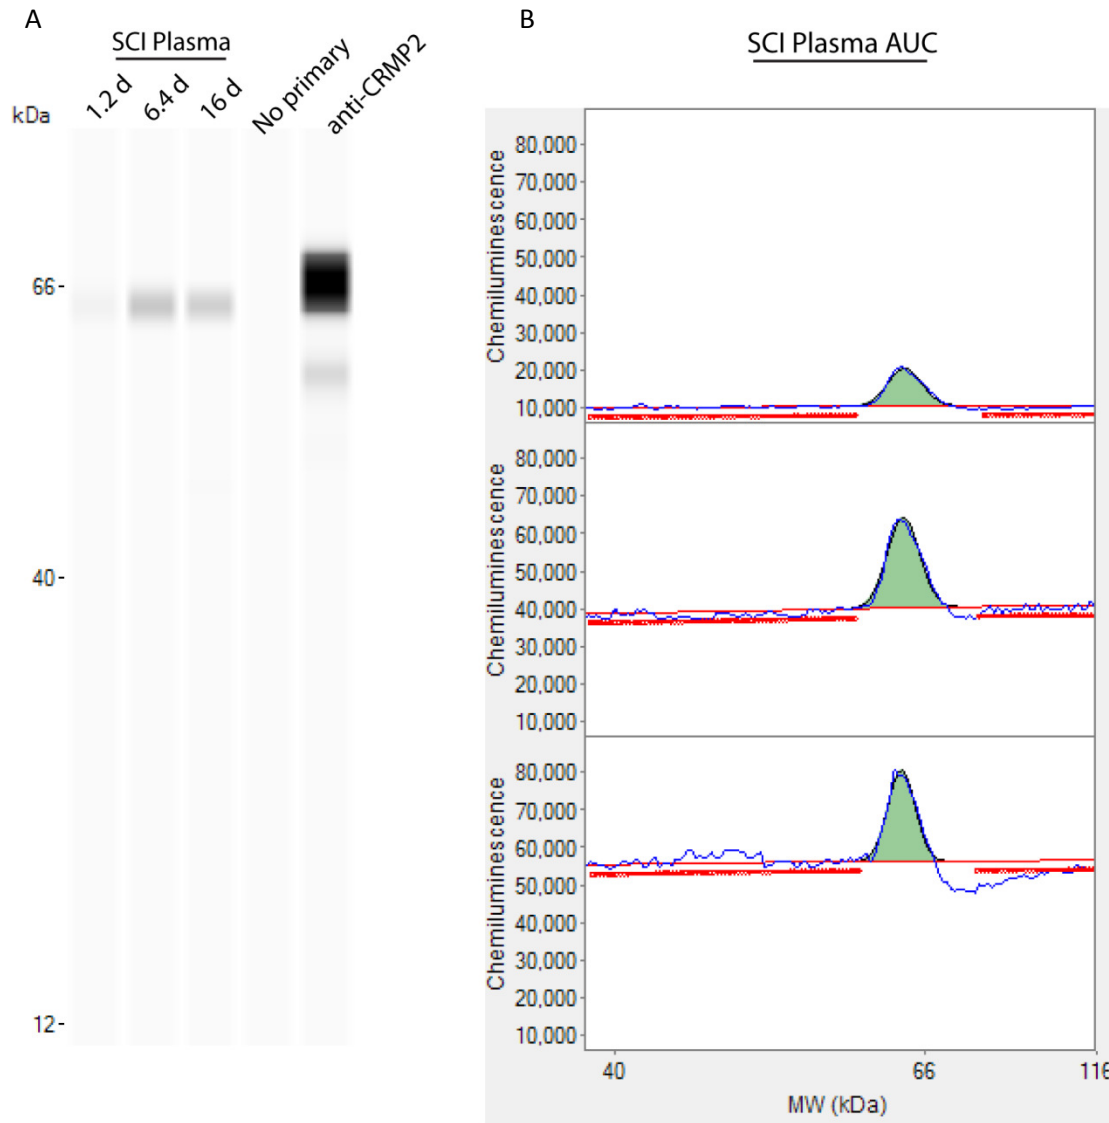 A
SCI Plasma
1.2 d
6.4 d
16 d
No primary
anti-CRMP2
kDa
66-
40-
12-
B
SCI Plasma AUC
Chemiluminescence
80,000
70,000
60,000
50,000
40,000
30,000
20,000
10,000
Chemiluminescence
80,000
70,000
60,000
50,000
40,000
30,000
20,000
10,000
Chemiluminescence
80,000
70,000
60,000
50,000
40,000
30,000
20,000
10,000
40
66
116
MW (kDa)